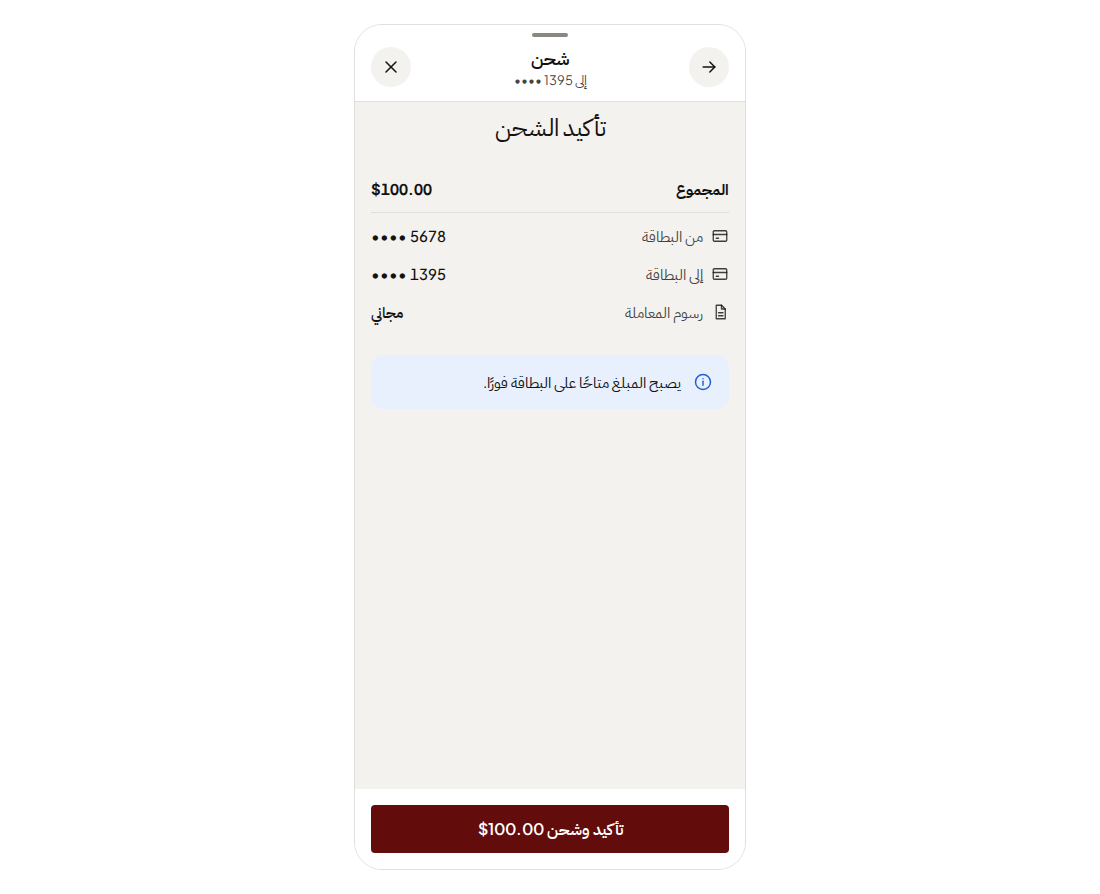 شحن
إلى 1395 ••••
تأكيد الشحن
المجموع $100.00
من البطاقة •••• 5678
إلى البطاقة •••• 1395
رسوم المعاملة مجاني
يصبح المبلغ متاحًا على البطاقة فورًا.
تأكيد وشحن $100.00